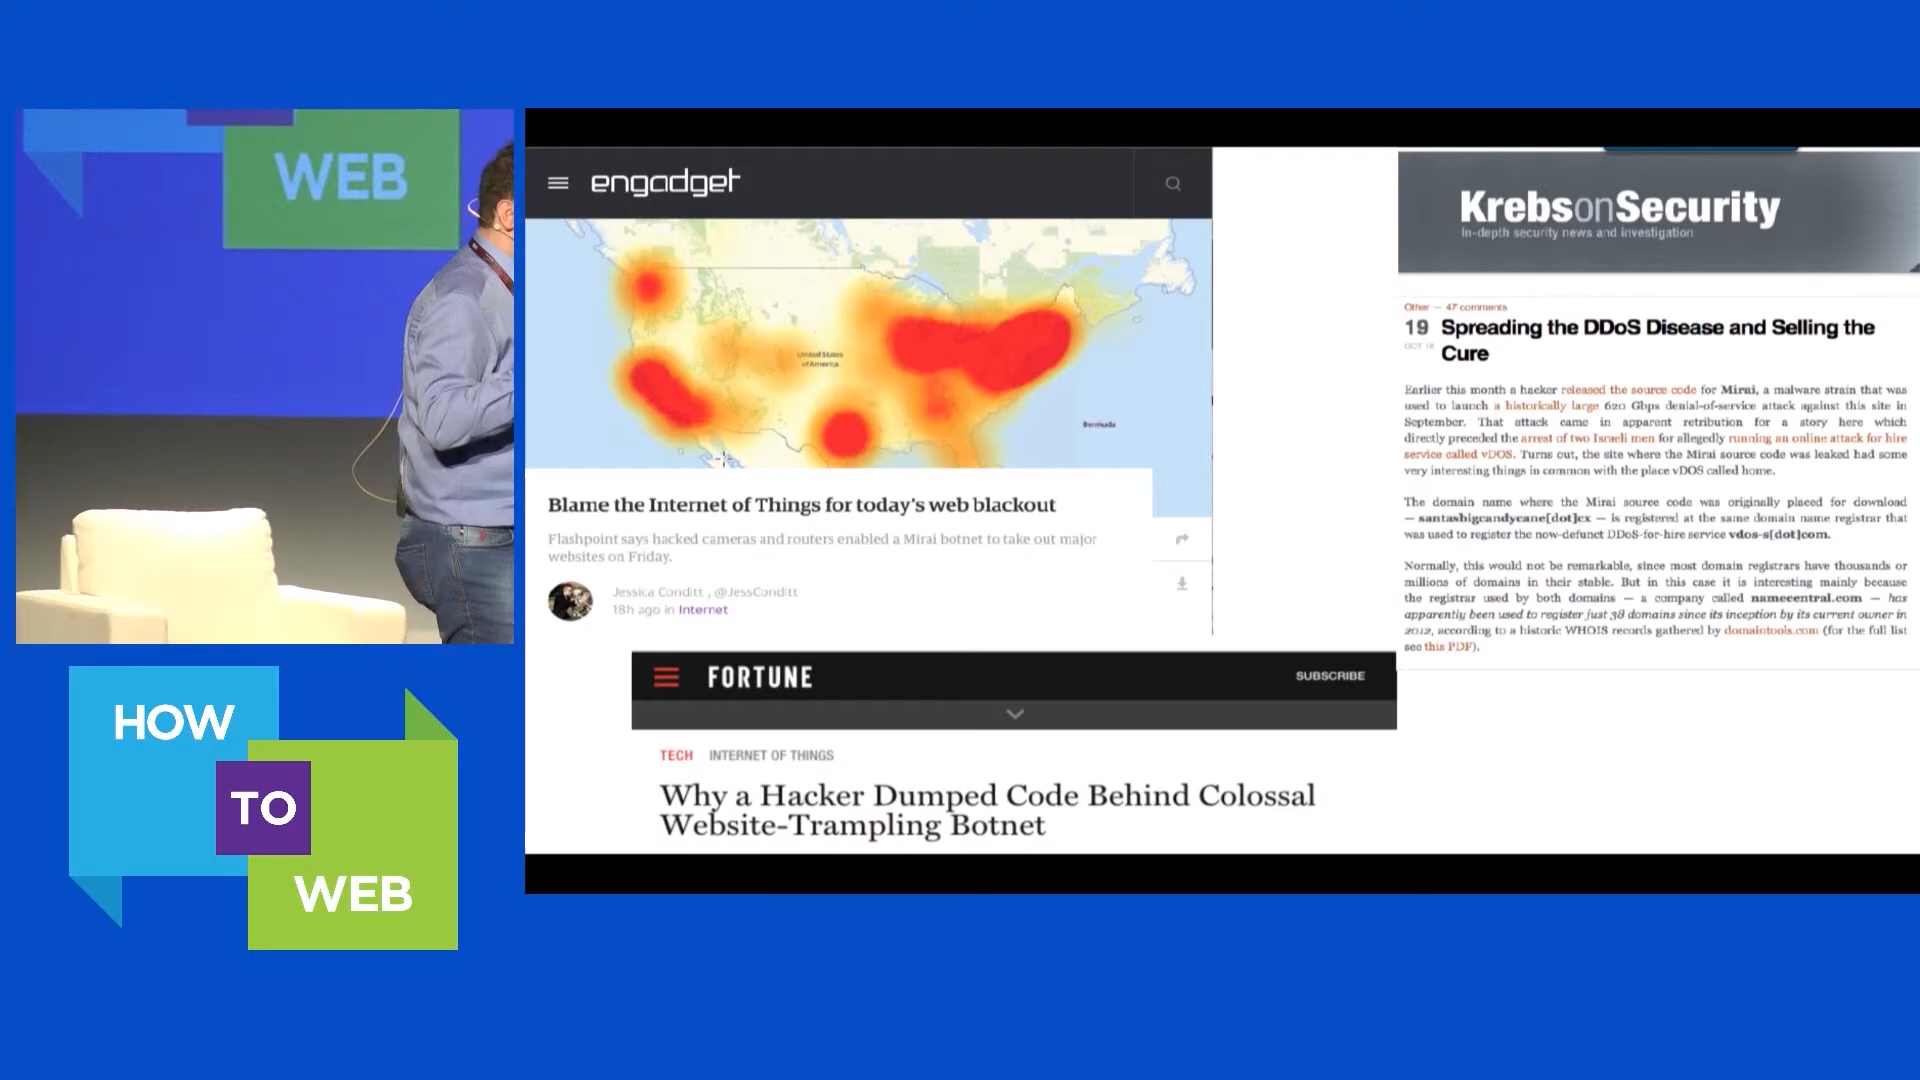 WEB
HOW
TO
WEB
engadget
United States
of America
Bermuda
Blame the Internet of Things for today's web blackout
Flashpoint says hacked cameras and routers enabled a Mirai botnet to take out major
websites on Friday.
Jessica Conditt , @JessConditt
18h ago in Internet
FORTUNE
SUBSCRIBE
TECH INTERNET OF THINGS
Why a Hacker Dumped Code Behind Colossal
Website-Trampling Botnet
KrebsonSecurity
In-depth security news and investigation
Other — 47 comments
19 Spreading the DDoS Disease and Selling the
OCT 16 Cure
Earlier this month a hacker released the source code for Mirai, a malware strain that was
used to launch a historically large 620 Gbps denial-of-service attack against this site in
September. That attack came in apparent retribution for a story here which
directly preceded the arrest of two Israeli men for allegedly running an online attack for hire
service called vDOS. Turns out, the site where the Mirai source code was leaked had some
very interesting things in common with the place vDOS called home.
The domain name where the Mirai source code was originally placed for download
— santasbigcandycane[dot]cx — is registered at the same domain name registrar that
was used to register the now-defunct DDoS-for-hire service vdos-s[dot]com.
Normally, this would not be remarkable, since most domain registrars have thousands or
millions of domains in their stable. But in this case it is interesting mainly because
the registrar used by both domains — a company called namecentral.com — has
apparently been used to register just 38 domains since its inception by its current owner in
2012, according to a historic WHOIS records gathered by domaintools.com (for the full list
see this PDF).